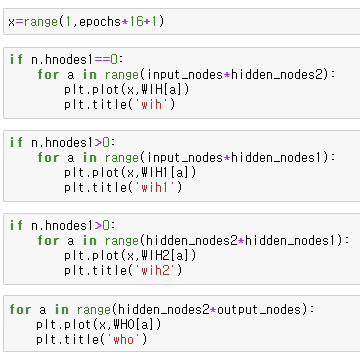 x=range(1,epochs*16+1)
if n.hnodes1==0:
    for a in range(input_nodes*hidden_nodes2):
        plt.plot(x,WIH[a])
        plt.title('wih')
if n.hnodes1>0:
    for a in range(input_nodes*hidden_nodes1):
        plt.plot(x,WIH1[a])
        plt.title('wih1')
if n.hnodes1>0:
    for a in range(hidden_nodes2*hidden_nodes1):
        plt.plot(x,WIH2[a])
        plt.title('wih2')
for a in range(hidden_nodes2*output_nodes):
    plt.plot(x,WHO[a])
    plt.title('who')